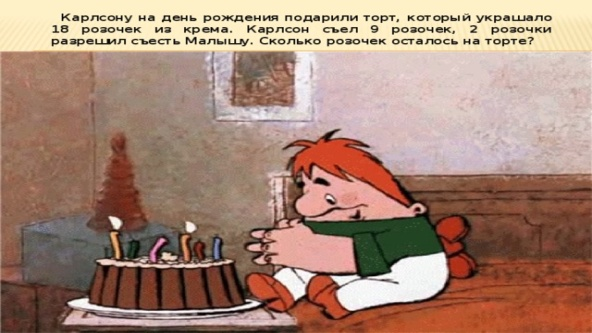 Карлсону на день рождения подарили торт, который украшало
18 розочек из крема. Карлсон съел 9 розочек, 2 розочки
разрешил съесть Малышу. Сколько розочек осталось на торте?